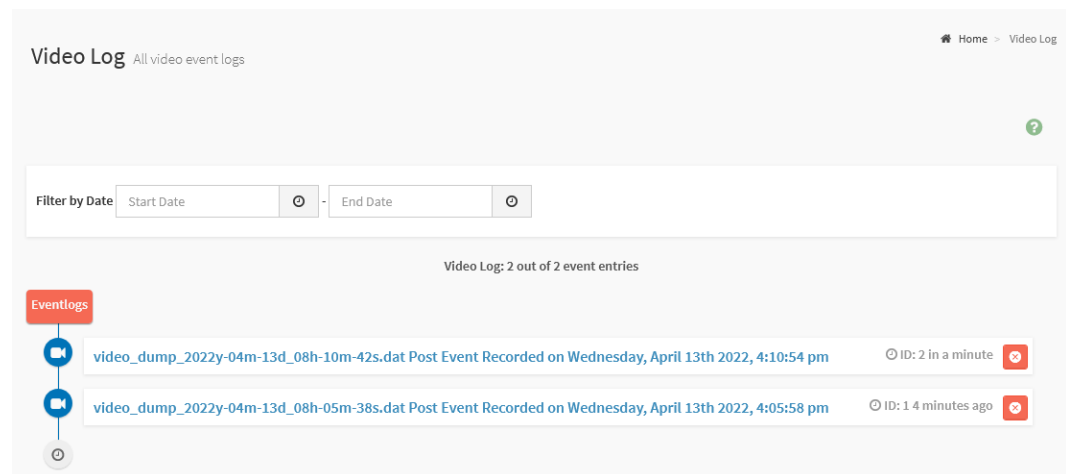 Home > Video Log
Video Log All video event logs
Filter by Date Start Date - End Date
Video Log: 2 out of 2 event entries
Eventlogs
video_dump_2022y-04m-13d_08h-10m-42s.dat Post Event Recorded on Wednesday, April 13th 2022, 4:10:54 pm ID: 2 in a minute
video_dump_2022y-04m-13d_08h-05m-38s.dat Post Event Recorded on Wednesday, April 13th 2022, 4:05:58 pm ID: 1 4 minutes ago